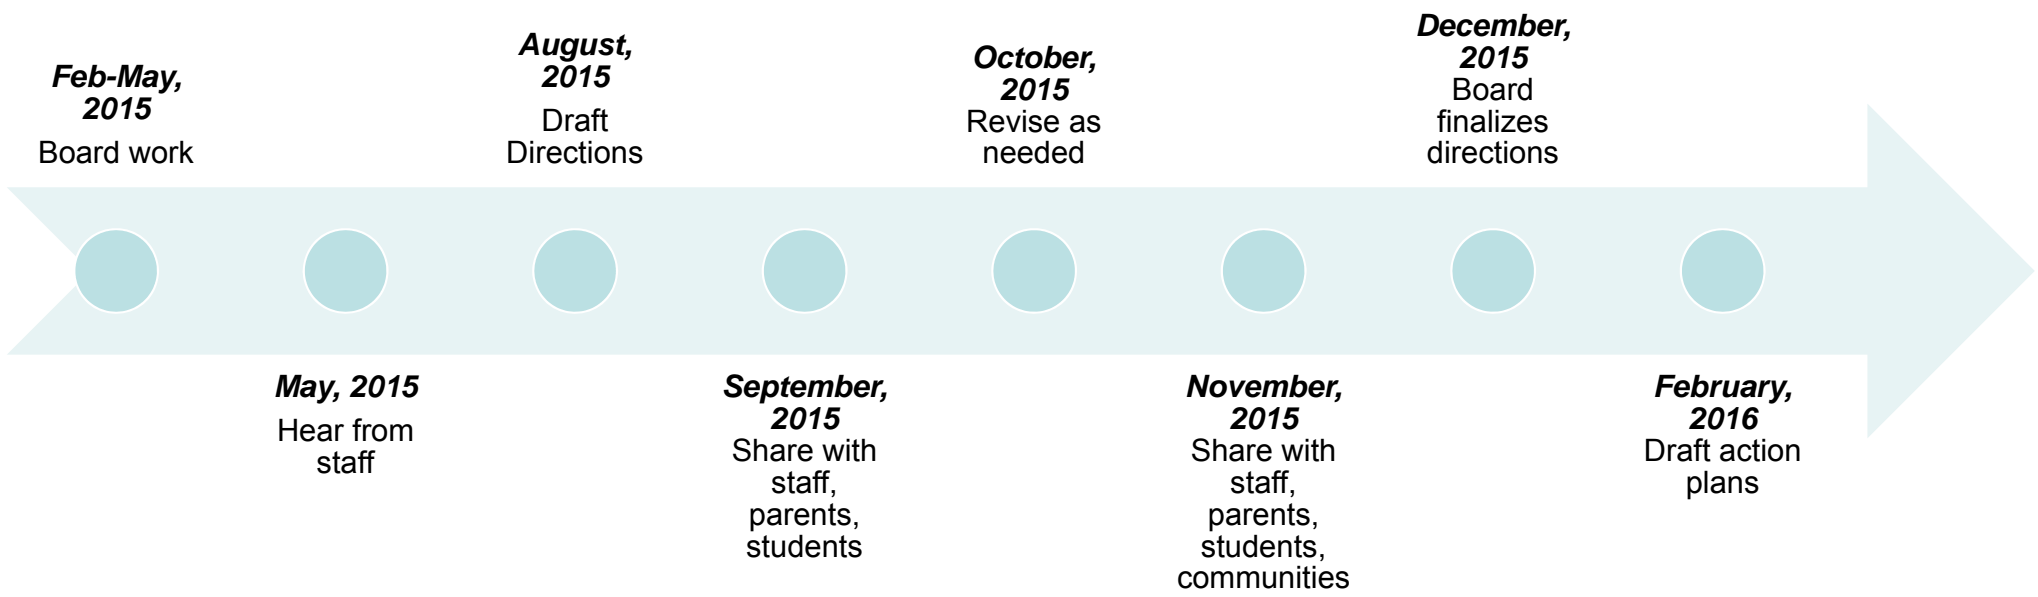 Feb-May,
2015
Board work
May, 2015
Hear from
staff
August,
2015
Draft
Directions
September,
2015
Share with
staff,
parents,
students
October,
2015
Revise as
needed
November,
2015
Share with
staff,
parents,
students,
communities
December,
2015
Board
finalizes
directions
February,
2016
Draft action
plans